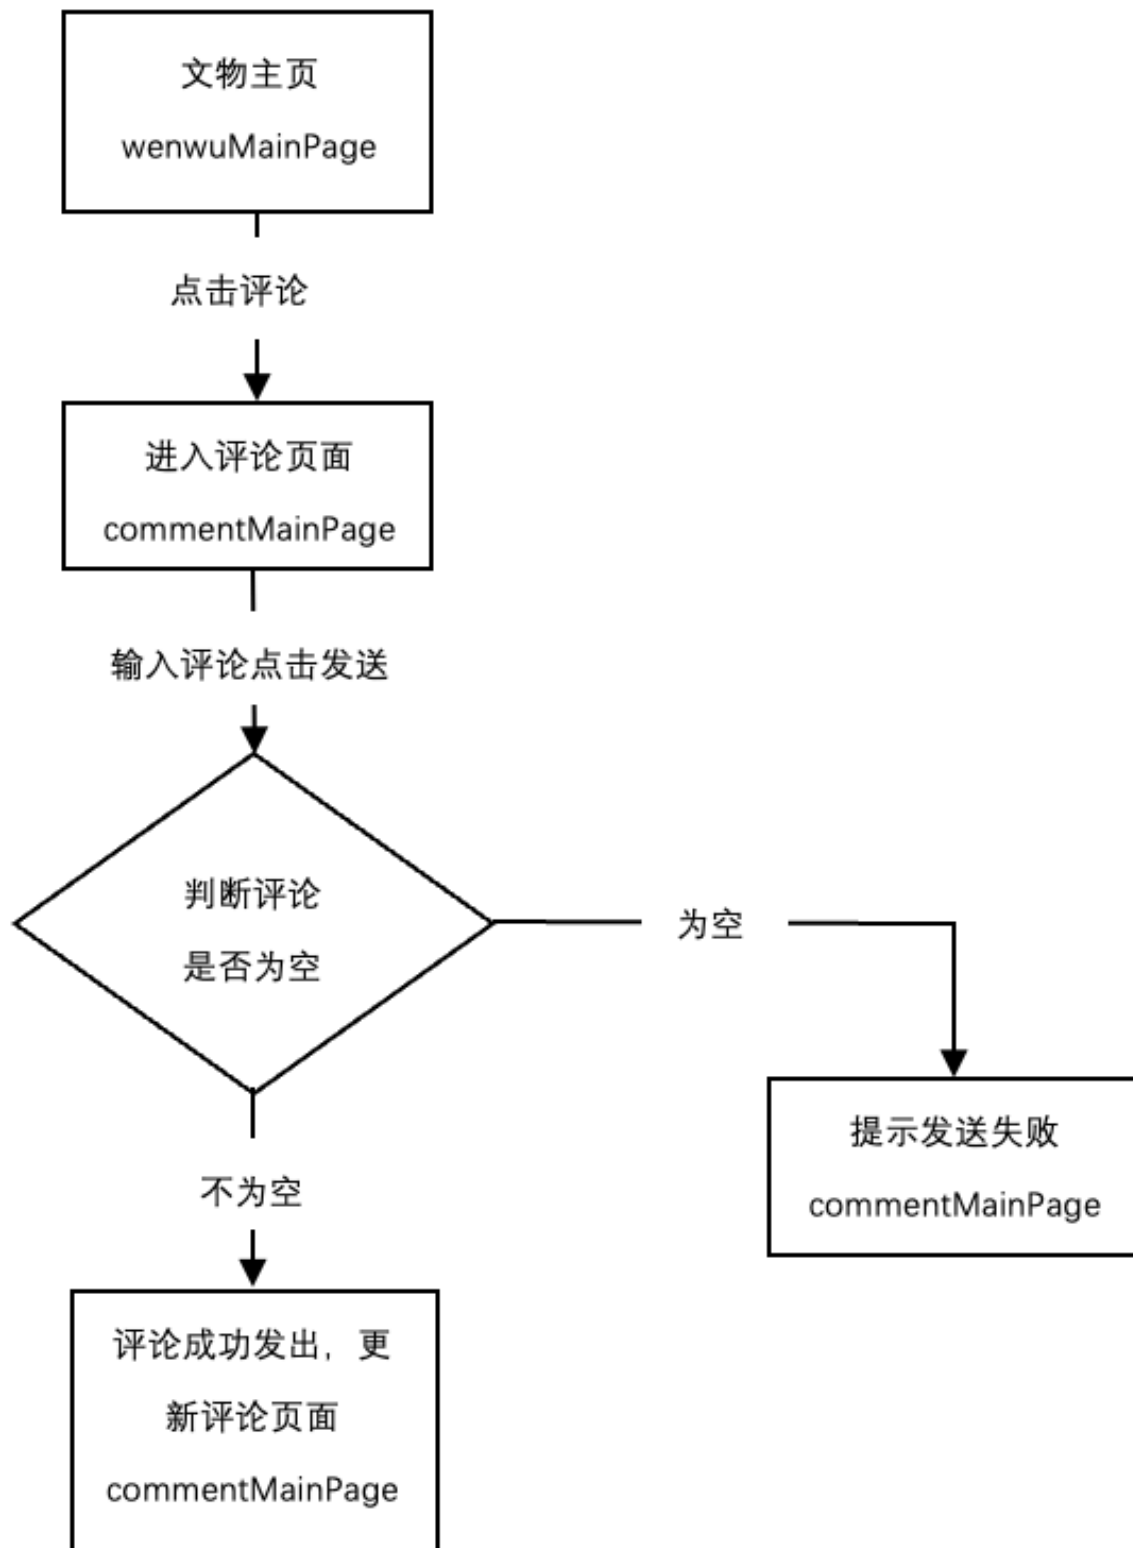 文物主页
wenwuMainPage
点击评论
进入评论页面
commentMainPage
输入评论点击发送
判断评论
是否为空
为空
提示发送失败
commentMainPage
不为空
评论成功发出，更
新评论页面
commentMainPage